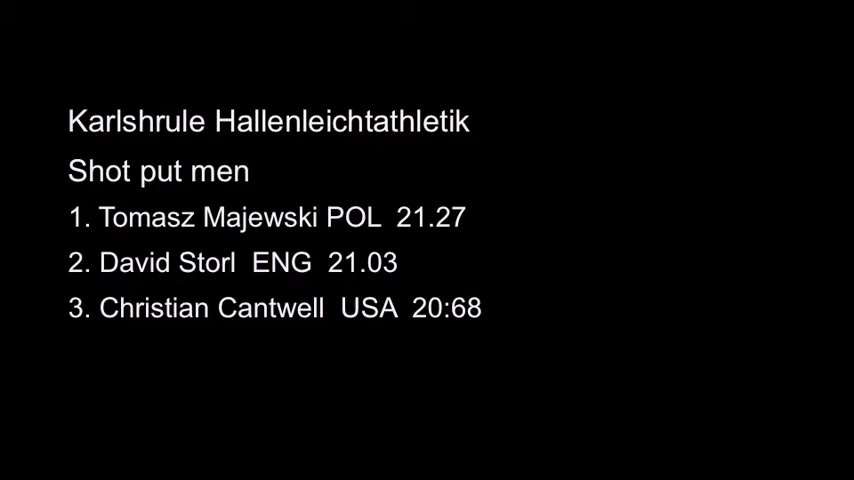 Karlshrule Hallenleichtathletik
Shot put men
1. Tomasz Majewski POL 21.27
2. David Storl ENG 21.03
3. Christian Cantwell USA 20:68